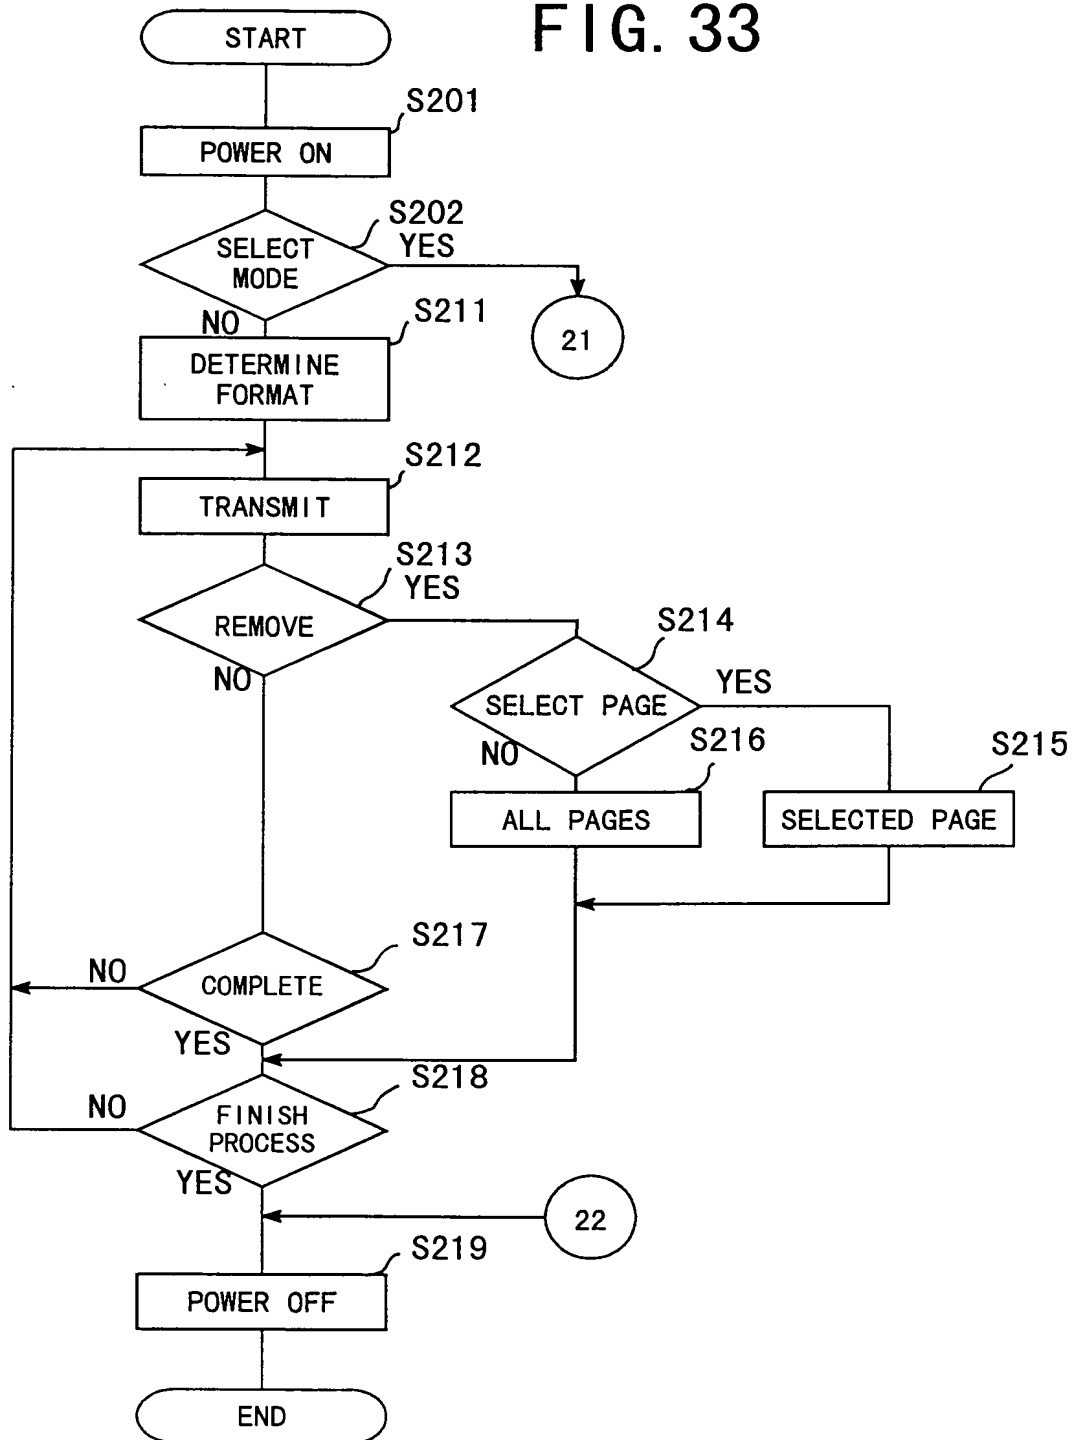 FIG. 33
START
S201
POWER ON
S202
SELECT
MODE
YES
NO
21
S211
DETERMINE
FORMAT
S212
TRANSMIT
S213
REMOVE
YES
NO
S214
SELECT PAGE
YES
NO
S216
ALL PAGES
S215
SELECTED PAGE
S217
COMPLETE
NO
YES
S218
FINISH
PROCESS
NO
YES
22
S219
POWER OFF
END